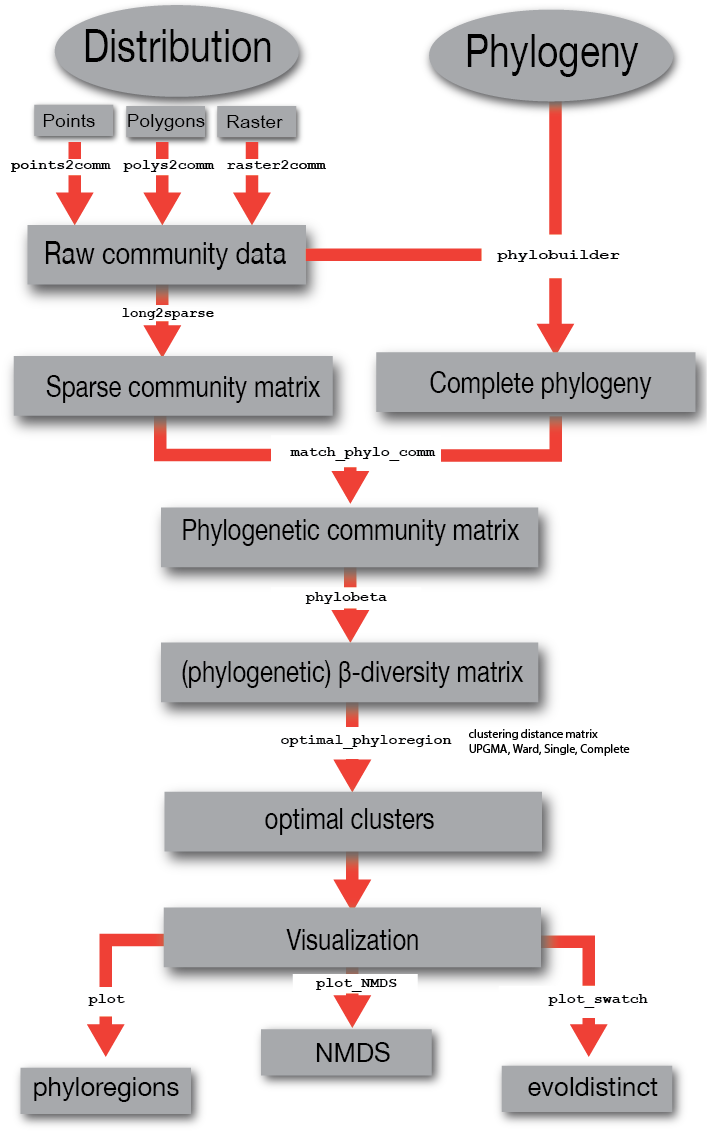 Distribution
Phylogeny
Points
Polygons
Raster
points2comm
polys2comm
raster2comm
Raw community data
phylobuilder
long2sparse
Sparse community matrix
Complete phylogeny
match_phylo_comm
Phylogenetic community matrix
phylobeta
(phylogenetic) β-diversity matrix
optimal_phyloregion
clustering distance matrix
UPGMA, Ward, Single, Complete
optimal clusters
Visualization
plot
plot_NMDS
plot_swatch
phyloregions
NMDS
evoldistinct